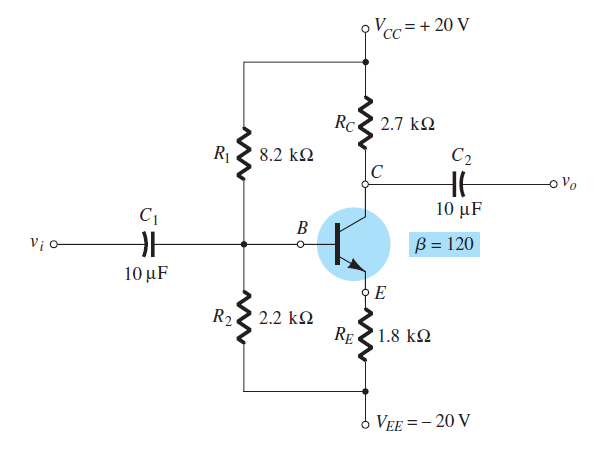 V_CC = + 20 V
R_C 2.7 kΩ
R_1 8.2 kΩ
C
C_2
10 μF
v_o
C_1
v_i
10 μF
B
β = 120
E
R_2 2.2 kΩ
R_E 1.8 kΩ
V_EE = – 20 V